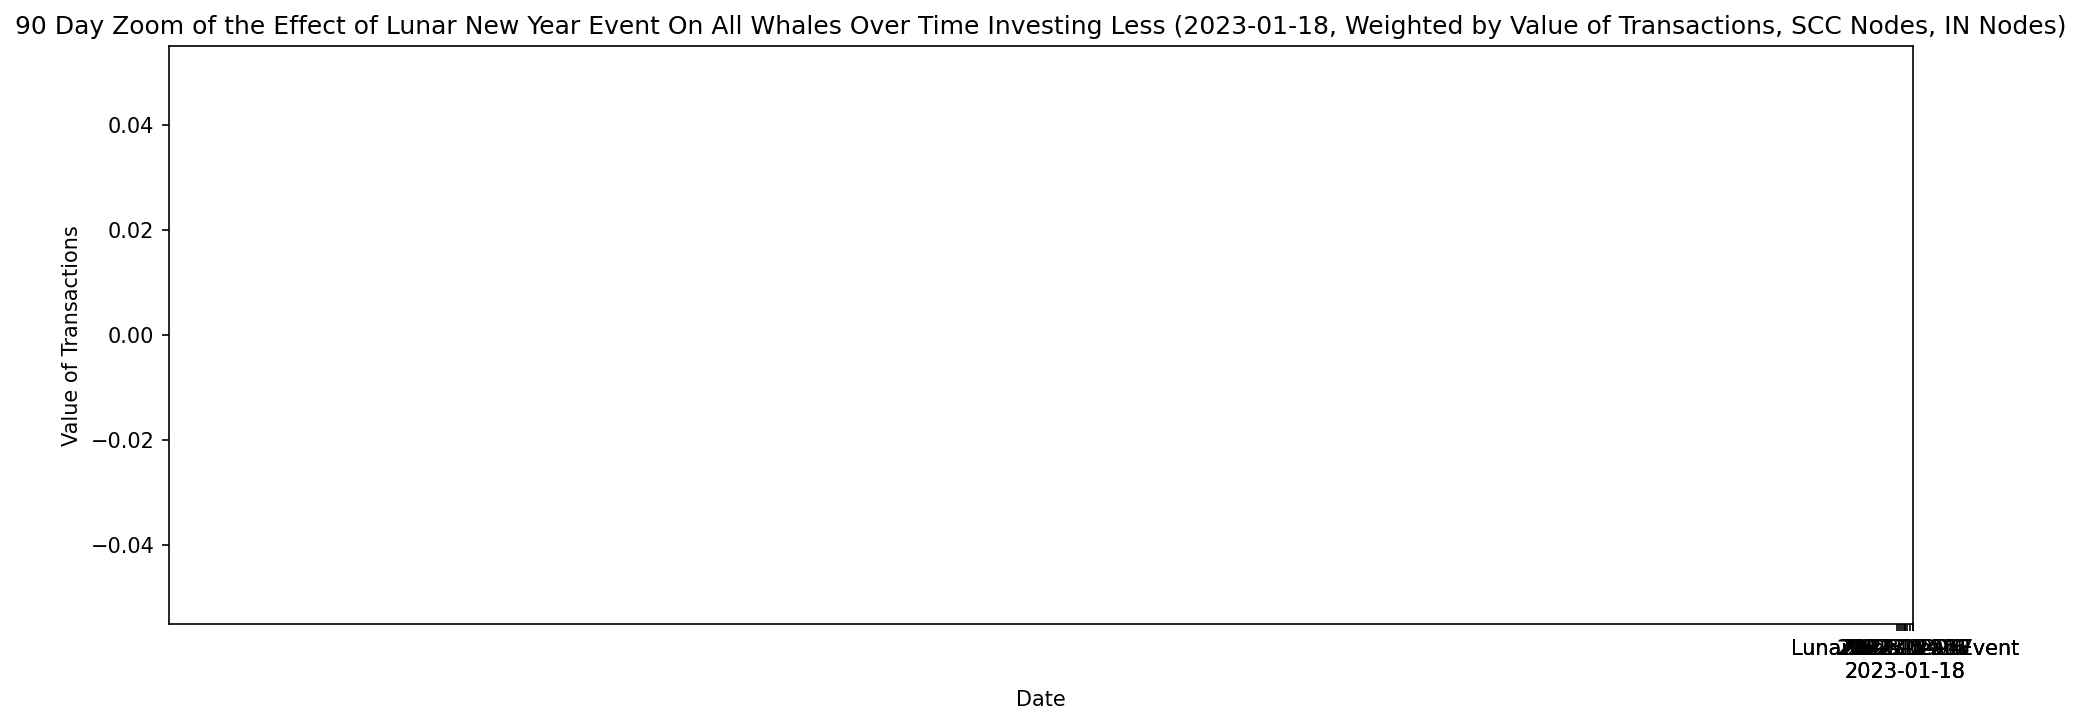 90 Day Zoom of the Effect of Lunar New Year Event On All Whales Over Time Investing Less (2023-01-18, Weighted by Value of Transactions, SCC Nodes, IN Nodes)
0.04
0.02
0.00
−0.02
−0.04
Value of Transactions
Event
2023-01-18
Date